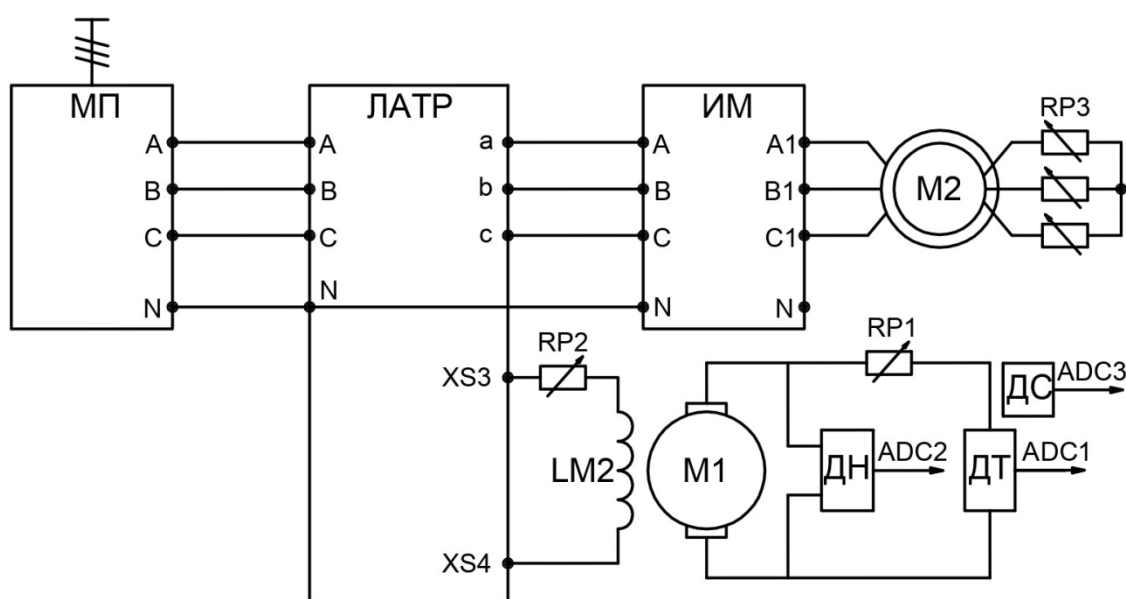 МП
ЛАТР
ИМ
RP3
A
A
a
A
A1
B
B
b
B
B1
M2
C
C
c
C
C1
N
N
N
N
RP2
RP1
XS3
ДС
ADC3
LM2
M1
ДН
ADC2
ДТ
ADC1
XS4